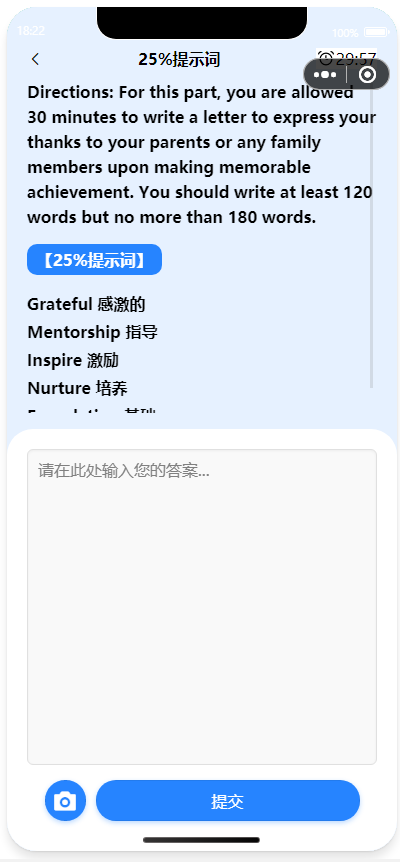 18:22
100%
25%提示词
29:57
Directions: For this part, you are allowed
30 minutes to write a letter to express your
thanks to your parents or any family
members upon making memorable
achievement. You should write at least 120
words but no more than 180 words.
【25%提示词】
Grateful 感激的
Mentorship 指导
Inspire 激励
Nurture 培养
Foundation 基础
请在此处输入您的答案...
提交